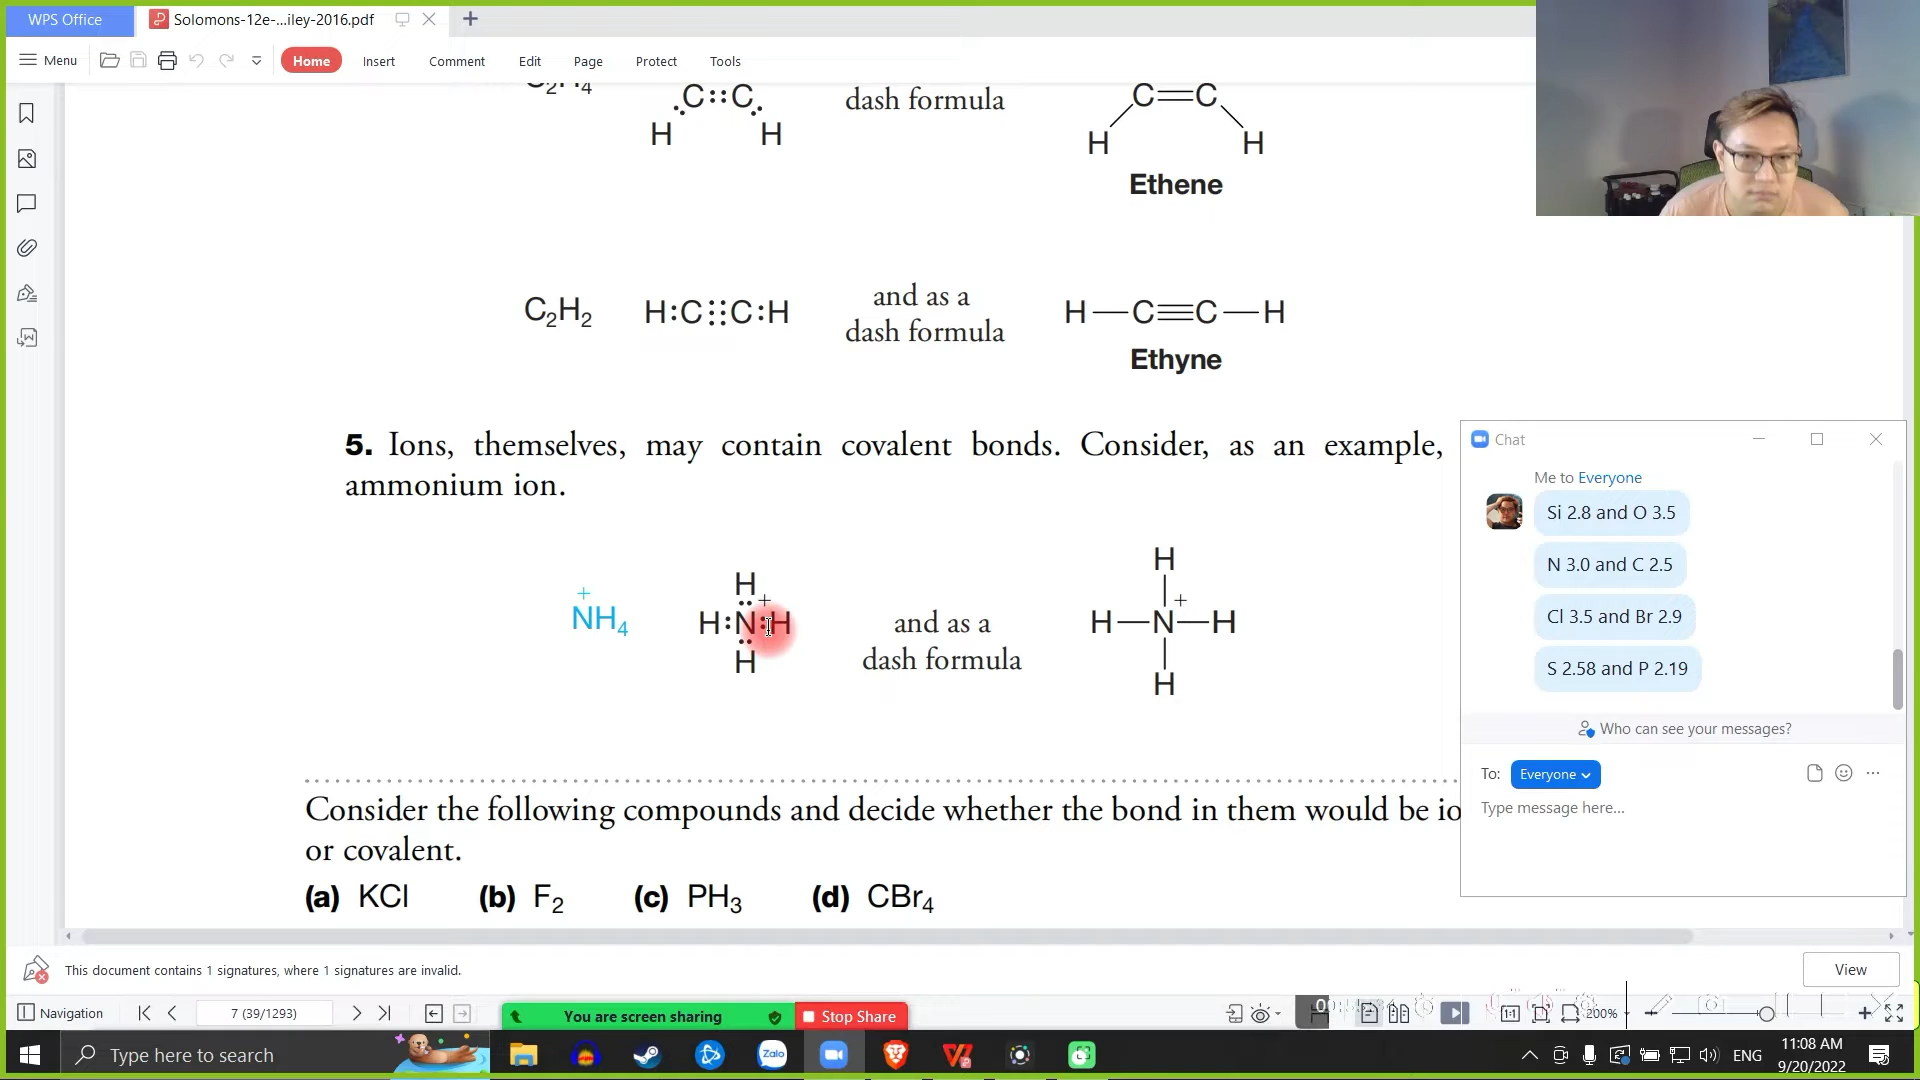 WPS Office
Solomons-12e-...iley-2016.pdf
Menu
Home
Insert
Comment
Edit
Page
Protect
Tools
C2H4
C::C
H H
dash formula
C=C
H H
Ethene
C2H2
H:C:::C:H
and as a
dash formula
H—C≡C—H
Ethyne
5. Ions, themselves, may contain covalent bonds. Consider, as an example,
ammonium ion.
+
NH4
H
+
H:N:H
H
and as a
dash formula
H
+
H—N—H
H
Consider the following compounds and decide whether the bond in them would be io
or covalent.
(a) KCl (b) F2 (c) PH3 (d) CBr4
Chat
Me to Everyone
Si 2.8 and O 3.5
N 3.0 and C 2.5
Cl 3.5 and Br 2.9
S 2.58 and P 2.19
Who can see your messages?
To: Everyone
Type message here...
This document contains 1 signatures, where 1 signatures are invalid.
View
Navigation
7 (39/1293)
You are screen sharing
Stop Share
1:1
200%
Type here to search
Zalo
ENG
11:08 AM
9/20/2022